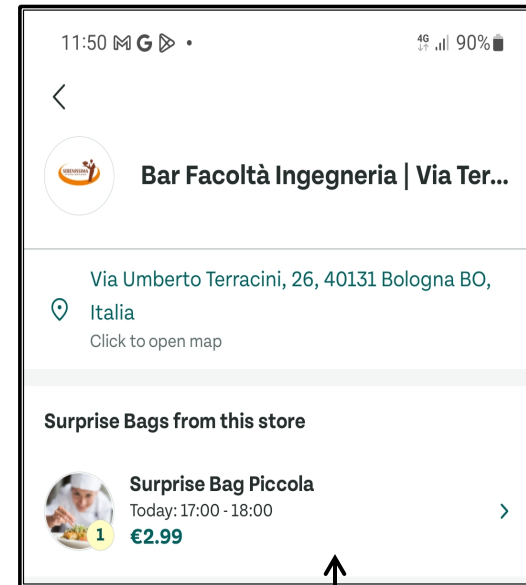 11:50
4G 90%
Bar Facoltà Ingegneria | Via Ter...
Via Umberto Terracini, 26, 40131 Bologna BO,
Italia
Click to open map
Surprise Bags from this store
Surprise Bag Piccola
Today: 17:00 - 18:00
1
€2.99